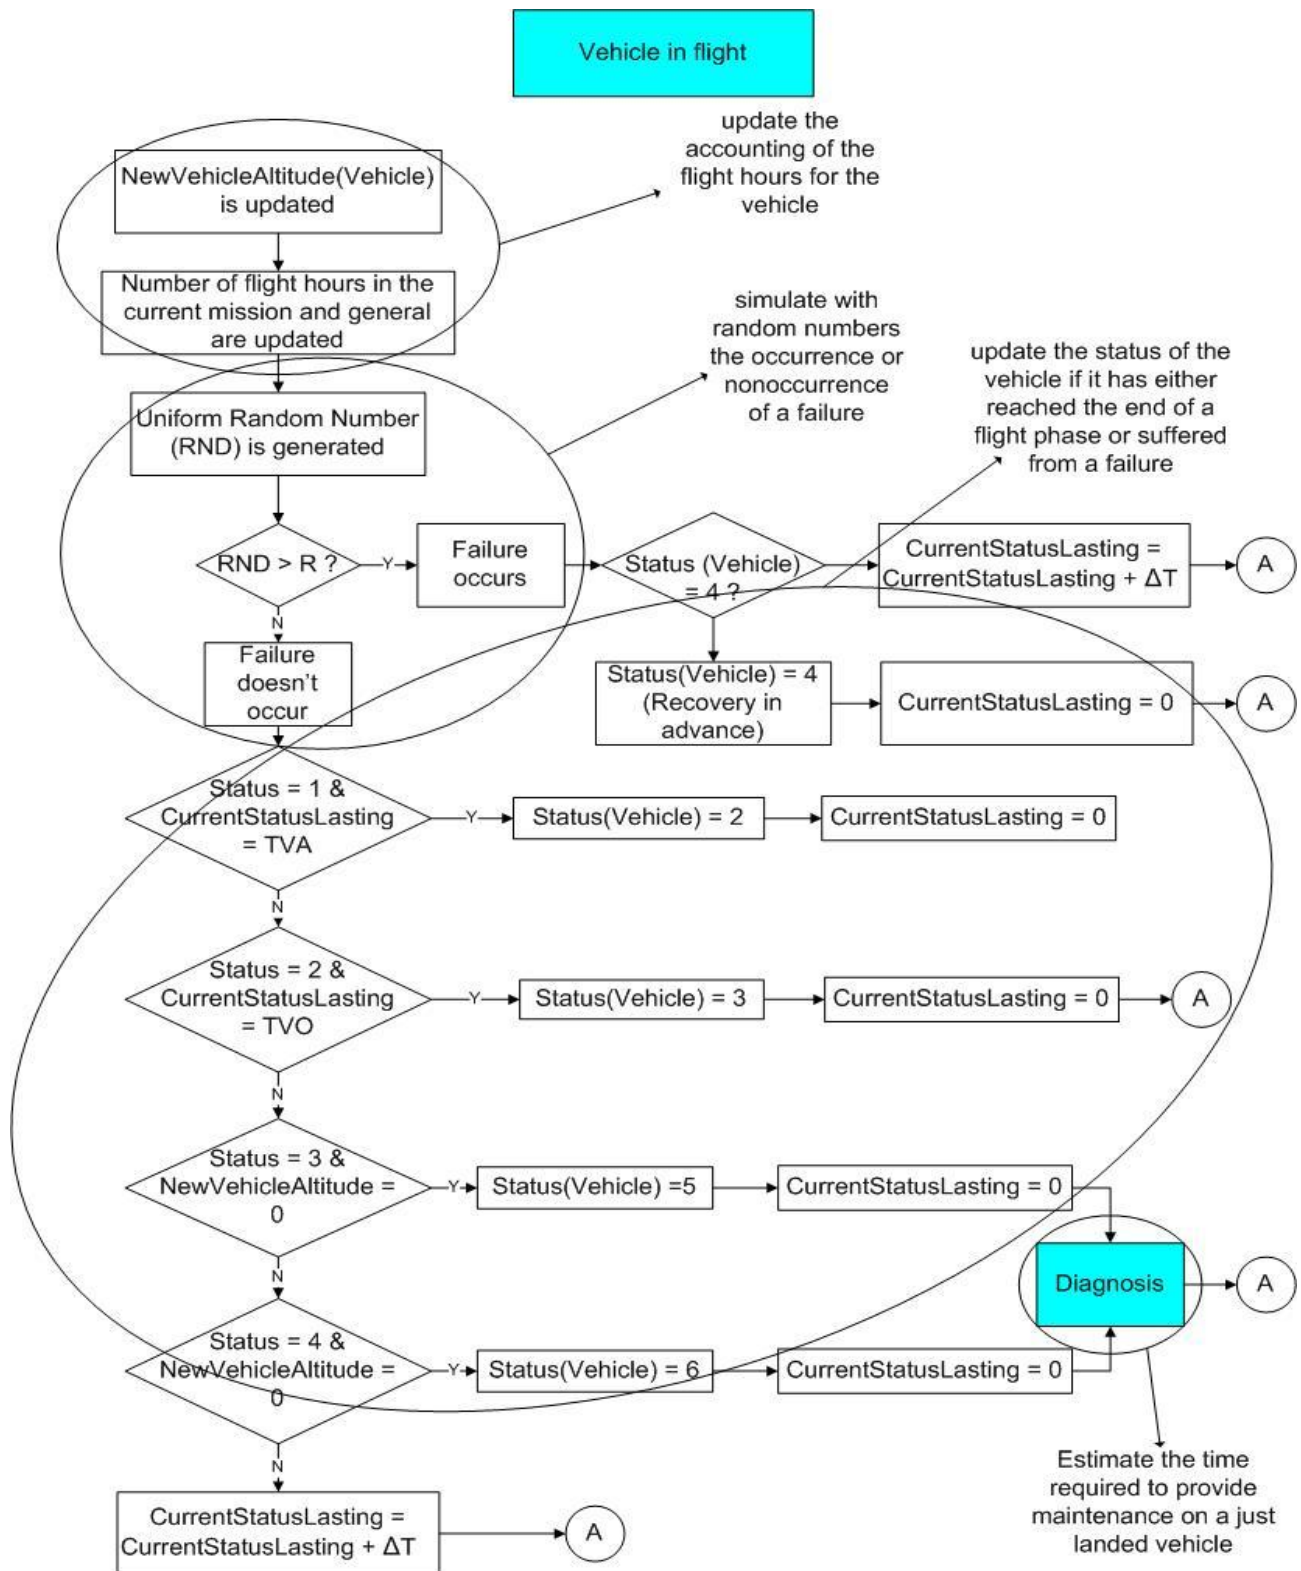 Vehicle in flight
update the
accounting of the
flight hours for the
vehicle
NewVehicleAltitude(Vehicle)
is updated
Number of flight hours in the
current mission and general
are updated
simulate with
random numbers
the occurrence or
nonoccurrence
of a failure
update the status of the
vehicle if it has either
reached the end of a
flight phase or suffered
from a failure
Uniform Random Number
(RND) is generated
RND > R ?
Y
Failure
occurs
Status (Vehicle)
= 4 ?
CurrentStatusLasting =
CurrentStatusLasting + ΔT
A
N
Failure
doesn't
occur
Status(Vehicle) = 4
(Recovery in
advance)
CurrentStatusLasting = 0
A
Status = 1 &
CurrentStatusLasting
= TVA
Y
Status(Vehicle) = 2
CurrentStatusLasting = 0
N
Status = 2 &
CurrentStatusLasting
= TVO
Y
Status(Vehicle) = 3
CurrentStatusLasting = 0
A
N
Status = 3 &
NewVehicleAltitude =
0
Y
Status(Vehicle) =5
CurrentStatusLasting = 0
N
Diagnosis
A
Status = 4 &
NewVehicleAltitude =
0
Y
Status(Vehicle) = 6
CurrentStatusLasting = 0
N
Estimate the time
required to provide
maintenance on a just
landed vehicle
CurrentStatusLasting =
CurrentStatusLasting + ΔT
A